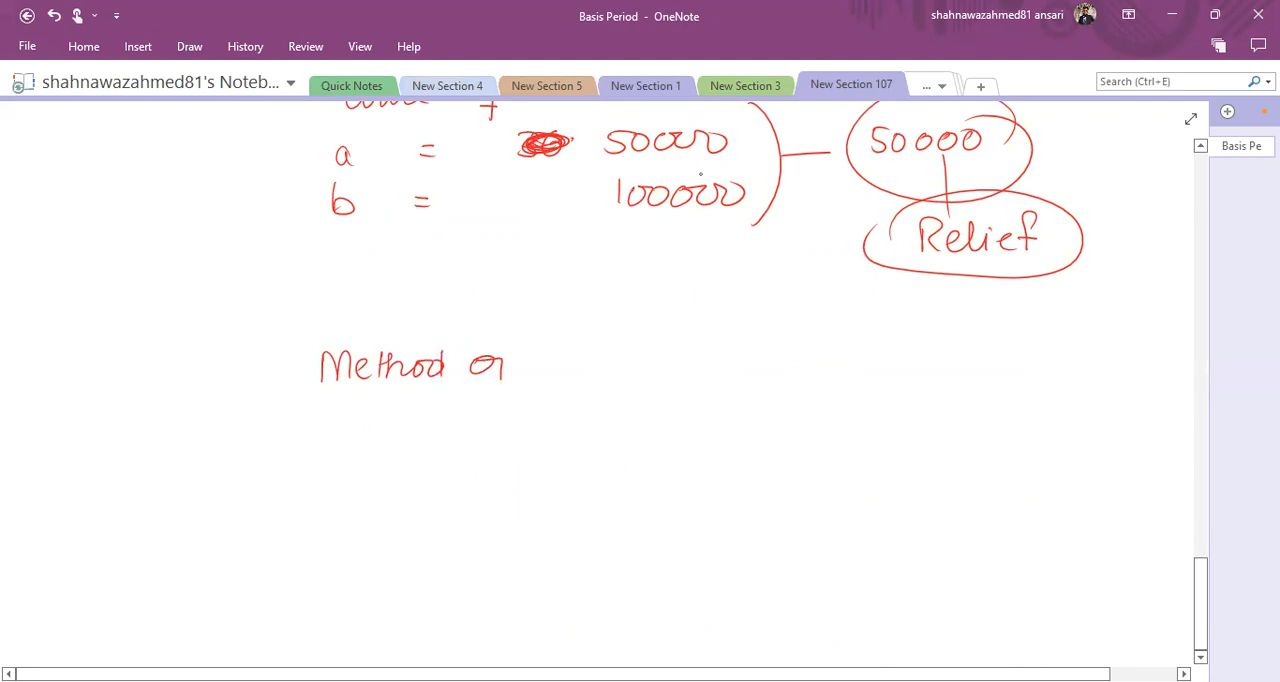 Basis Period - OneNote
shahnawazahmed81 ansari
File Home Insert Draw History Review View Help
shahnawazahmed81's Noteb...
Quick Notes New Section 4 New Section 5 New Section 1 New Section 3 New Section 107 ...
Search (Ctrl+E)
Basis Pe
a = 50000 50000
b = 100000
Relief
Method or